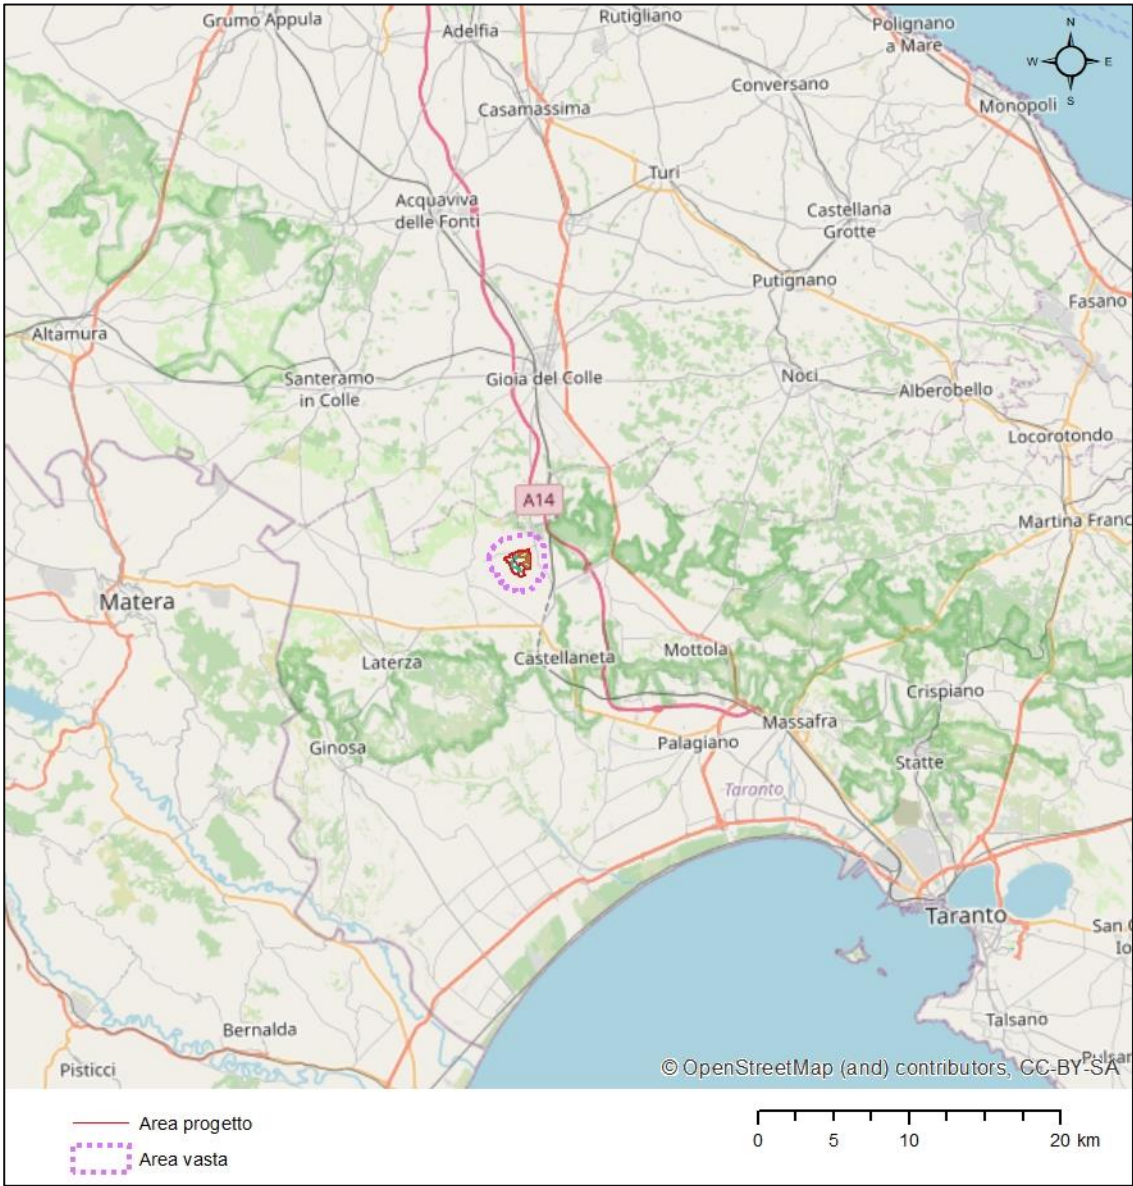 Grumo Appula
Adelfia
Rutigliano
Polignano
a Mare
N
W
E
S
Conversano
Casamassima
Monopoli
Turi
Acquaviva
delle Fonti
Castellana
Grotte
Putignano
Fasano
Altamura
Santeramo
in Colle
Gioia del Colle
Noci
Alberobello
Locorotondo
A14
Martina Franc
Matera
Laterza
Castellaneta
Mottola
Crispiano
Ginosa
Palagiano
Massafra
Statte
Taranto
Taranto
San G
Io
Talsano
Bernalda
Pulsar
Pisticci
© OpenStreetMap (and) contributors, CC-BY-SA
Area progetto
Area vasta
0 5 10 20 km